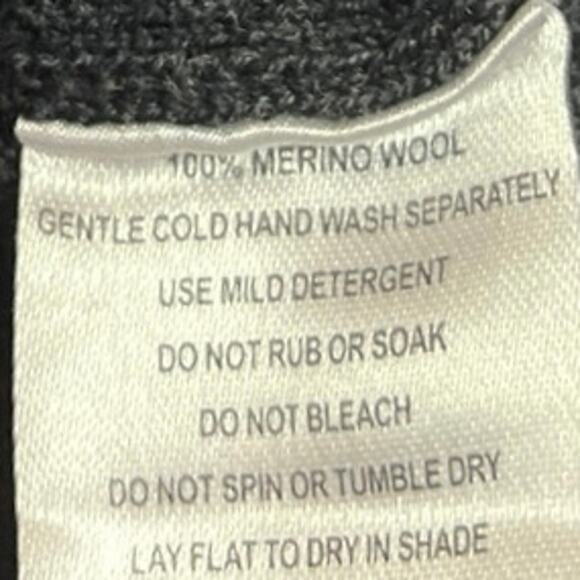 100% MERINO WOOL
GENTLE COLD HAND WASH SEPARATELY
USE MILD DETERGENT
DO NOT RUB OR SOAK
DO NOT BLEACH
DO NOT SPIN OR TUMBLE DRY
LAY FLAT TO DRY IN SHADE